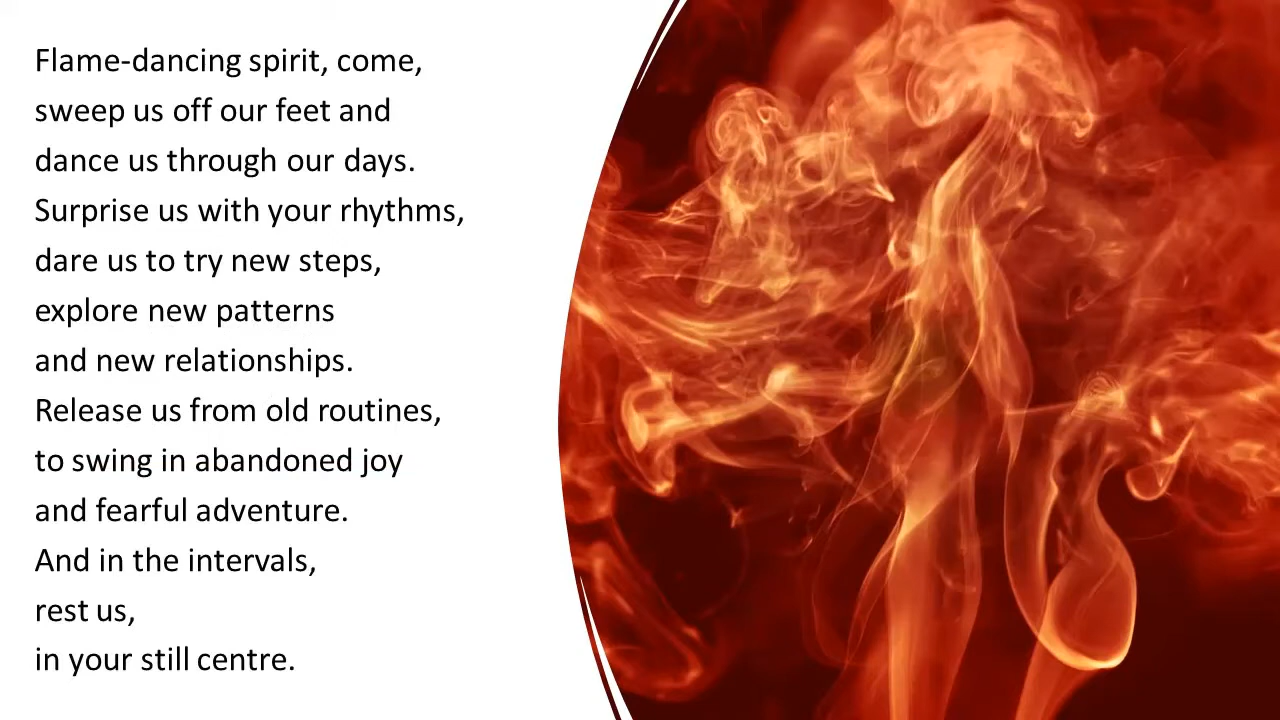 Flame-dancing spirit, come,
sweep us off our feet and
dance us through our days.
Surprise us with your rhythms,
dare us to try new steps,
explore new patterns
and new relationships.
Release us from old routines,
to swing in abandoned joy
and fearful adventure.
And in the intervals,
rest us,
in your still centre.